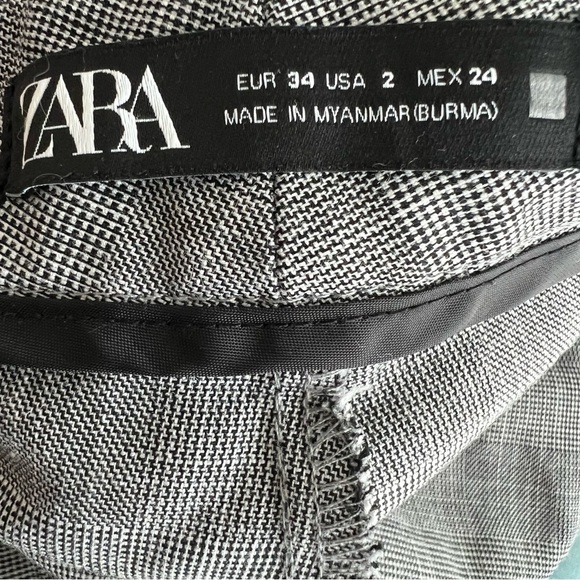 ZARA
EUR 34 USA 2 MEX 24
MADE IN MYANMAR (BURMA)